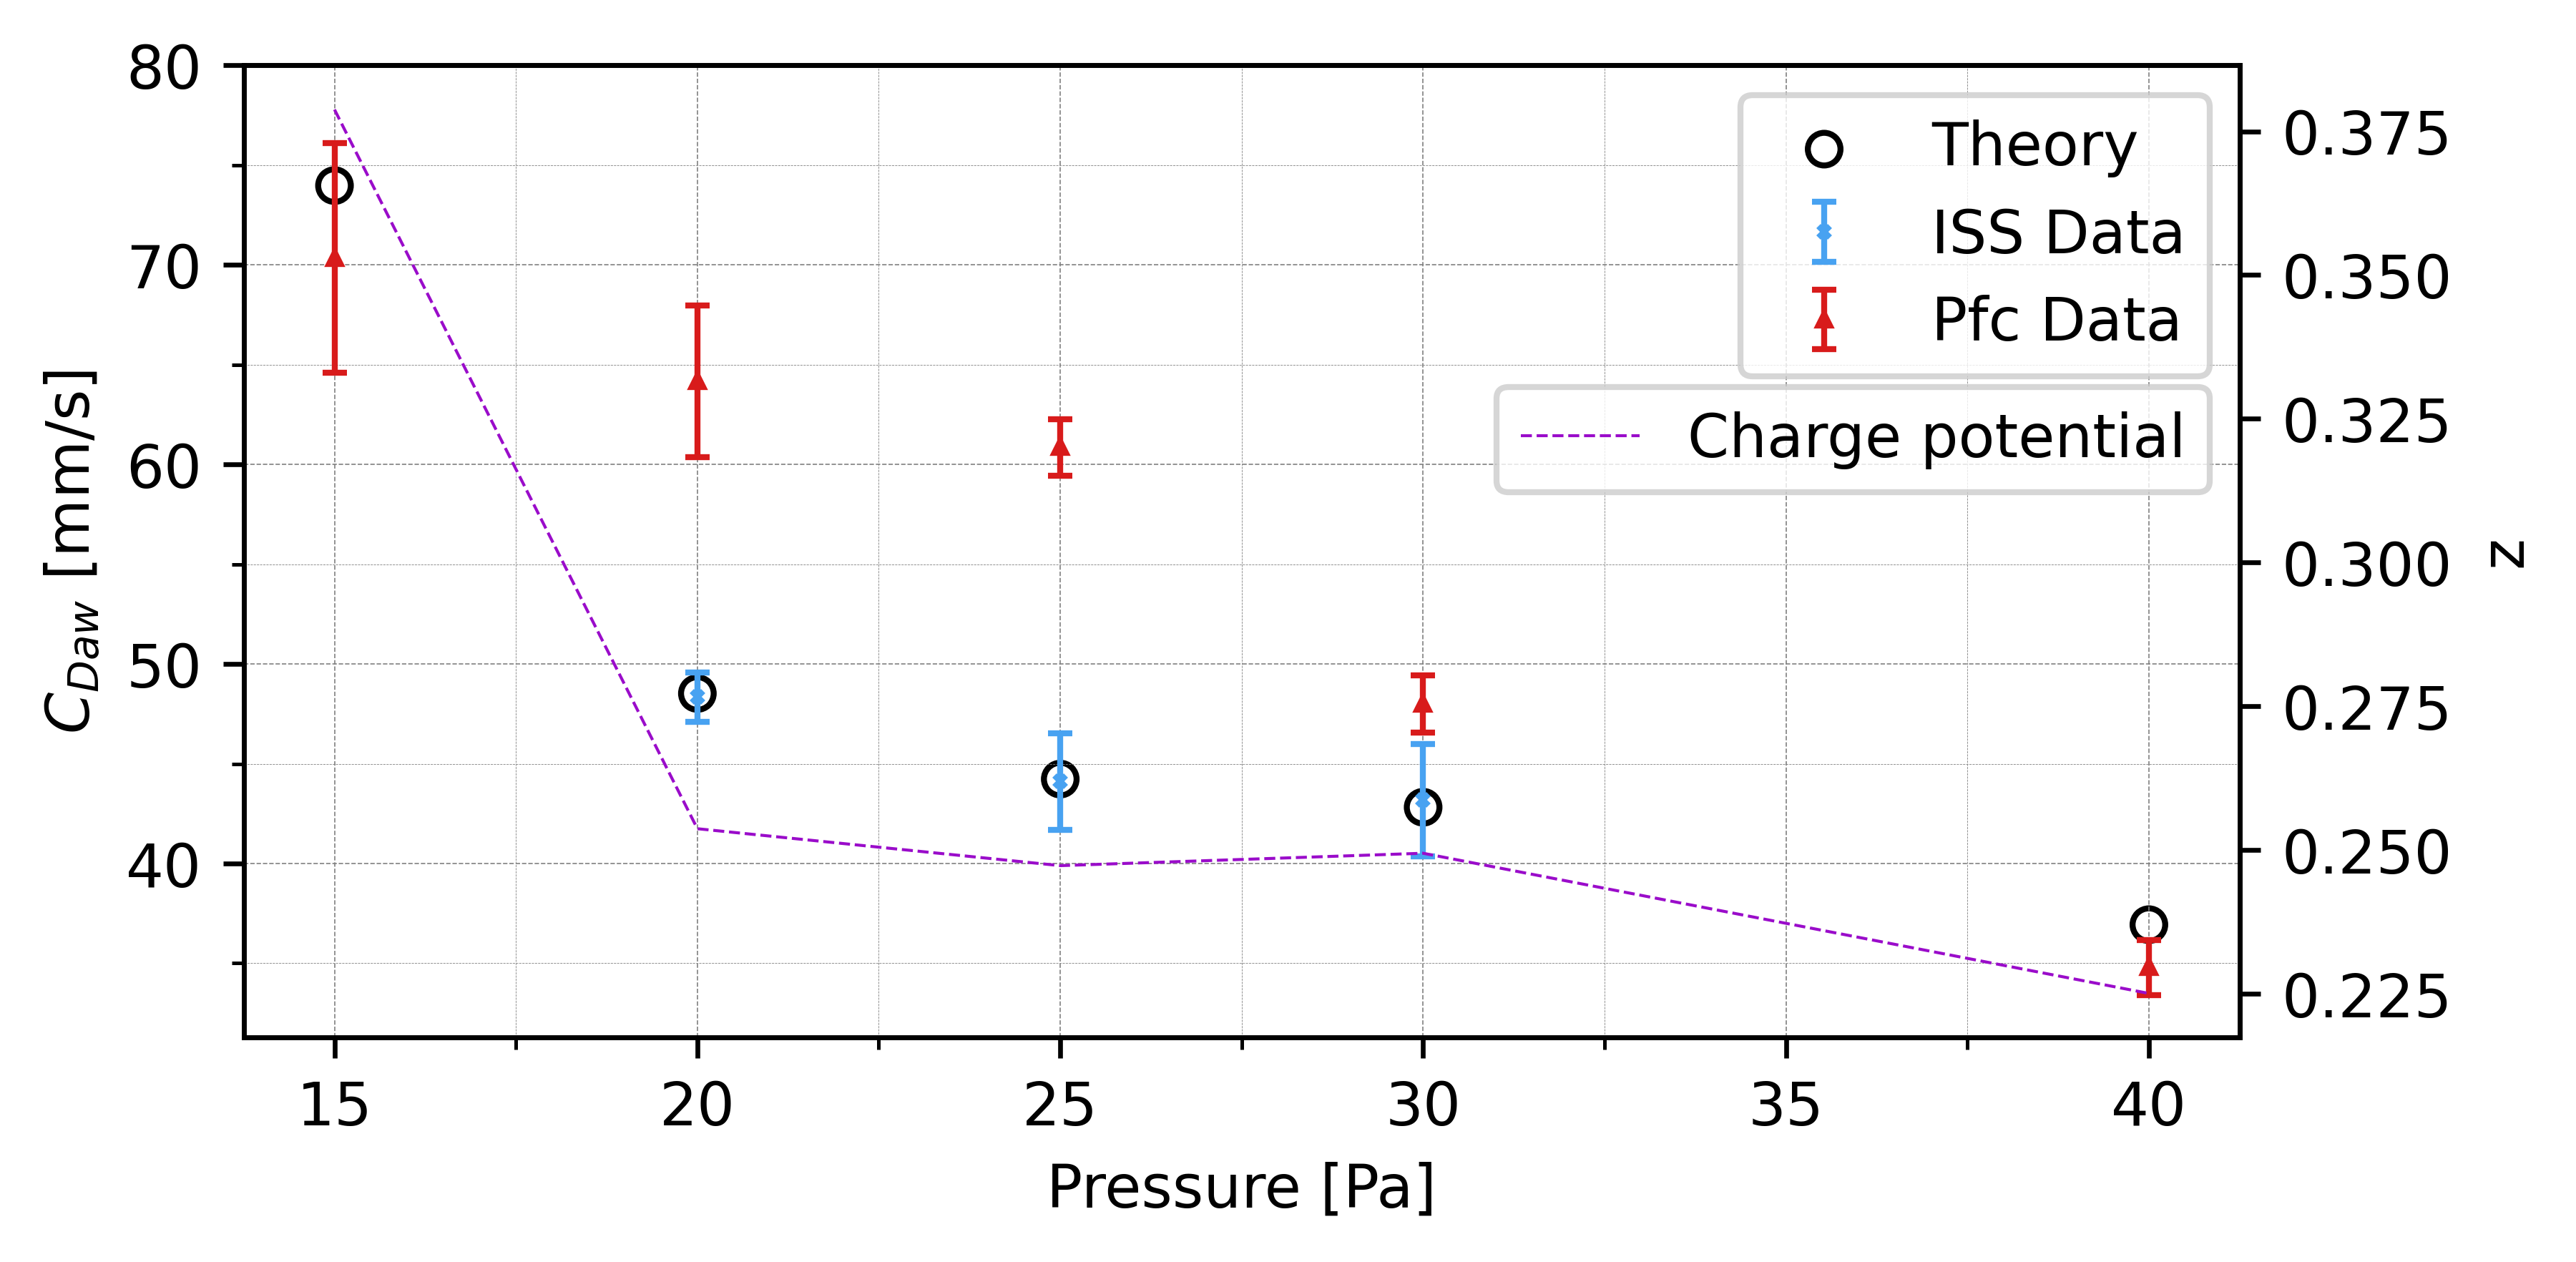 80
70
60
50
40
C_Daw [mm/s]
Theory
ISS Data
Pfc Data
Charge potential
0.375
0.350
0.325
0.300
0.275
0.250
0.225
z
15 20 25 30 35 40
Pressure [Pa]